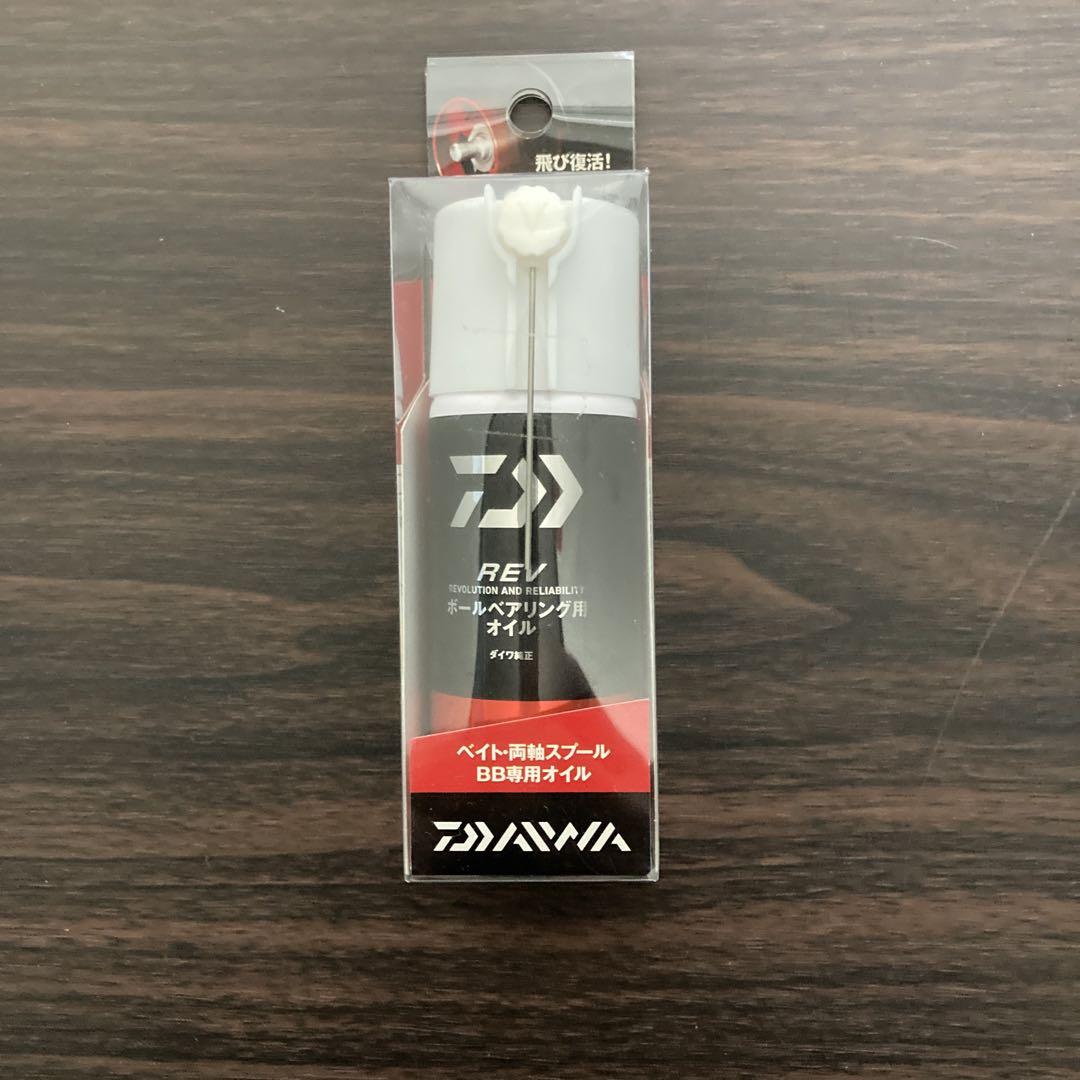 飛び復活!
REV
REVOLUTION AND RELIABILITY
ボールベアリング用
オイル
ダイワ純正
ベイト・両軸スプール
BB専用オイル
DAIWA